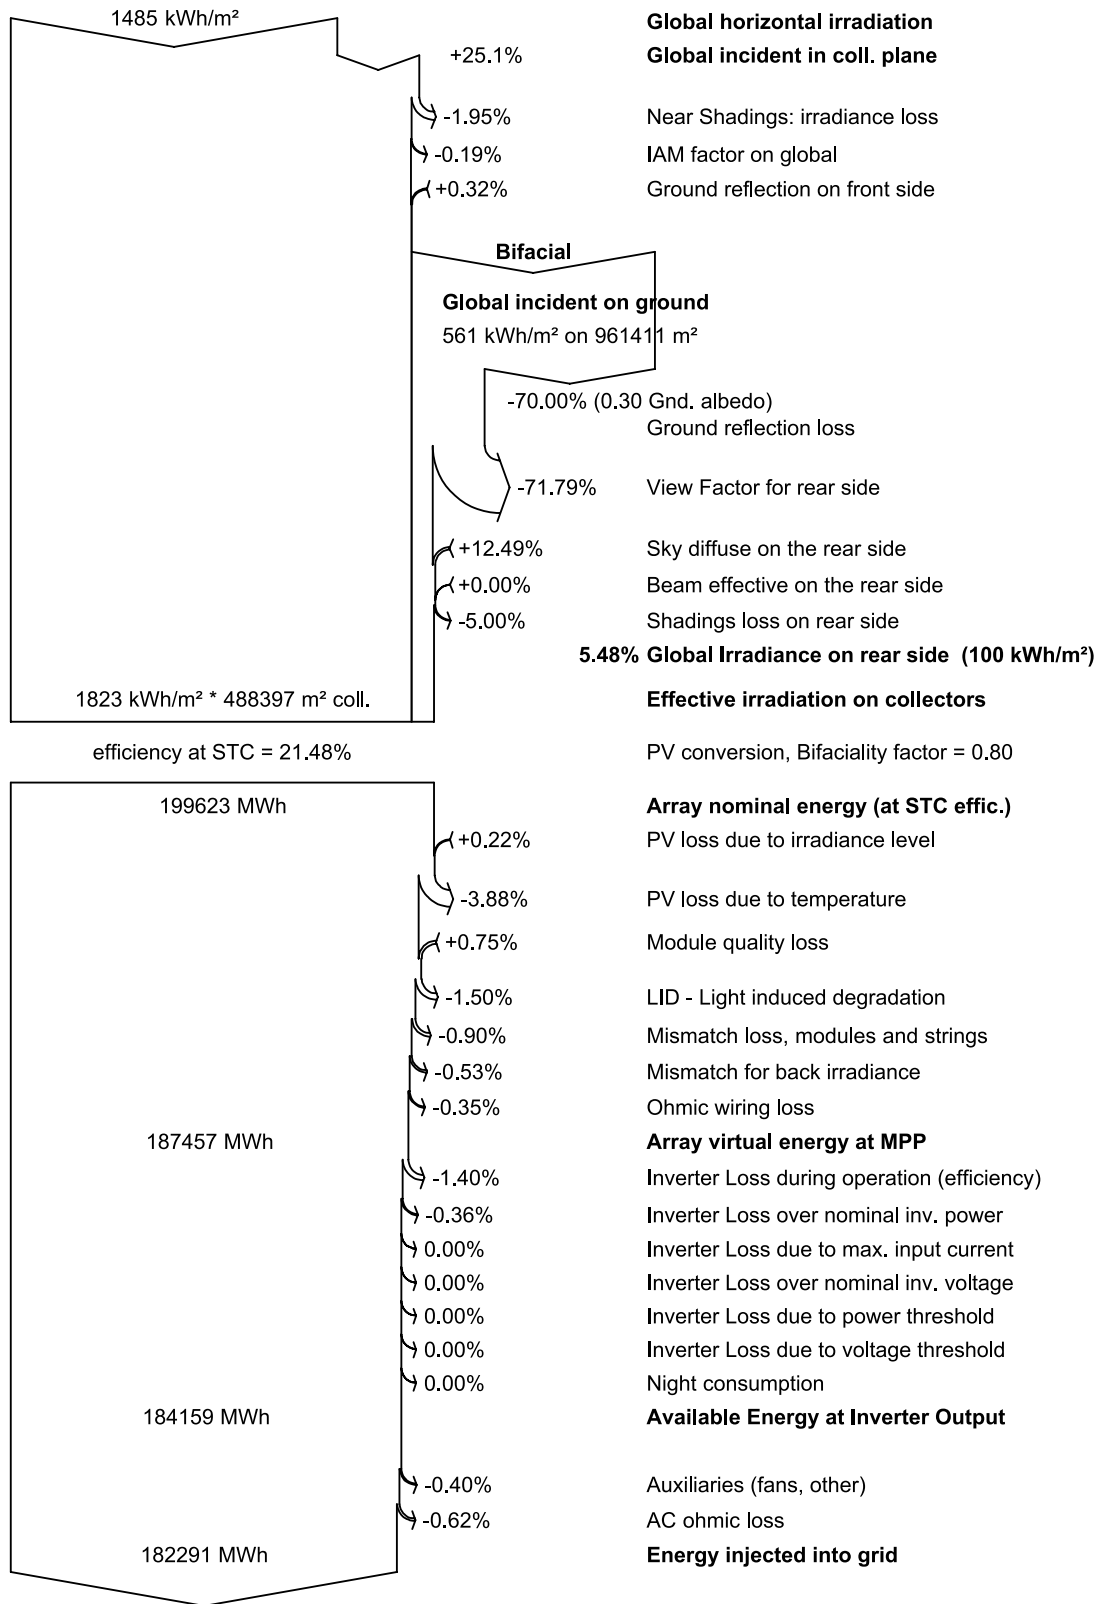 1485 kWh/m² Global horizontal irradiation
+25.1% Global incident in coll. plane
-1.95% Near Shadings: irradiance loss
-0.19% IAM factor on global
+0.32% Ground reflection on front side
Bifacial
Global incident on ground
561 kWh/m² on 961411 m²
-70.00% (0.30 Gnd. albedo)
Ground reflection loss
-71.79% View Factor for rear side
+12.49% Sky diffuse on the rear side
+0.00% Beam effective on the rear side
-5.00% Shadings loss on rear side
5.48% Global Irradiance on rear side (100 kWh/m²)
1823 kWh/m² * 488397 m² coll. Effective irradiation on collectors
efficiency at STC = 21.48% PV conversion, Bifaciality factor = 0.80
199623 MWh Array nominal energy (at STC effic.)
+0.22% PV loss due to irradiance level
-3.88% PV loss due to temperature
+0.75% Module quality loss
-1.50% LID - Light induced degradation
-0.90% Mismatch loss, modules and strings
-0.53% Mismatch for back irradiance
-0.35% Ohmic wiring loss
187457 MWh Array virtual energy at MPP
-1.40% Inverter Loss during operation (efficiency)
-0.36% Inverter Loss over nominal inv. power
0.00% Inverter Loss due to max. input current
0.00% Inverter Loss over nominal inv. voltage
0.00% Inverter Loss due to power threshold
0.00% Inverter Loss due to voltage threshold
0.00% Night consumption
184159 MWh Available Energy at Inverter Output
-0.40% Auxiliaries (fans, other)
-0.62% AC ohmic loss
182291 MWh Energy injected into grid